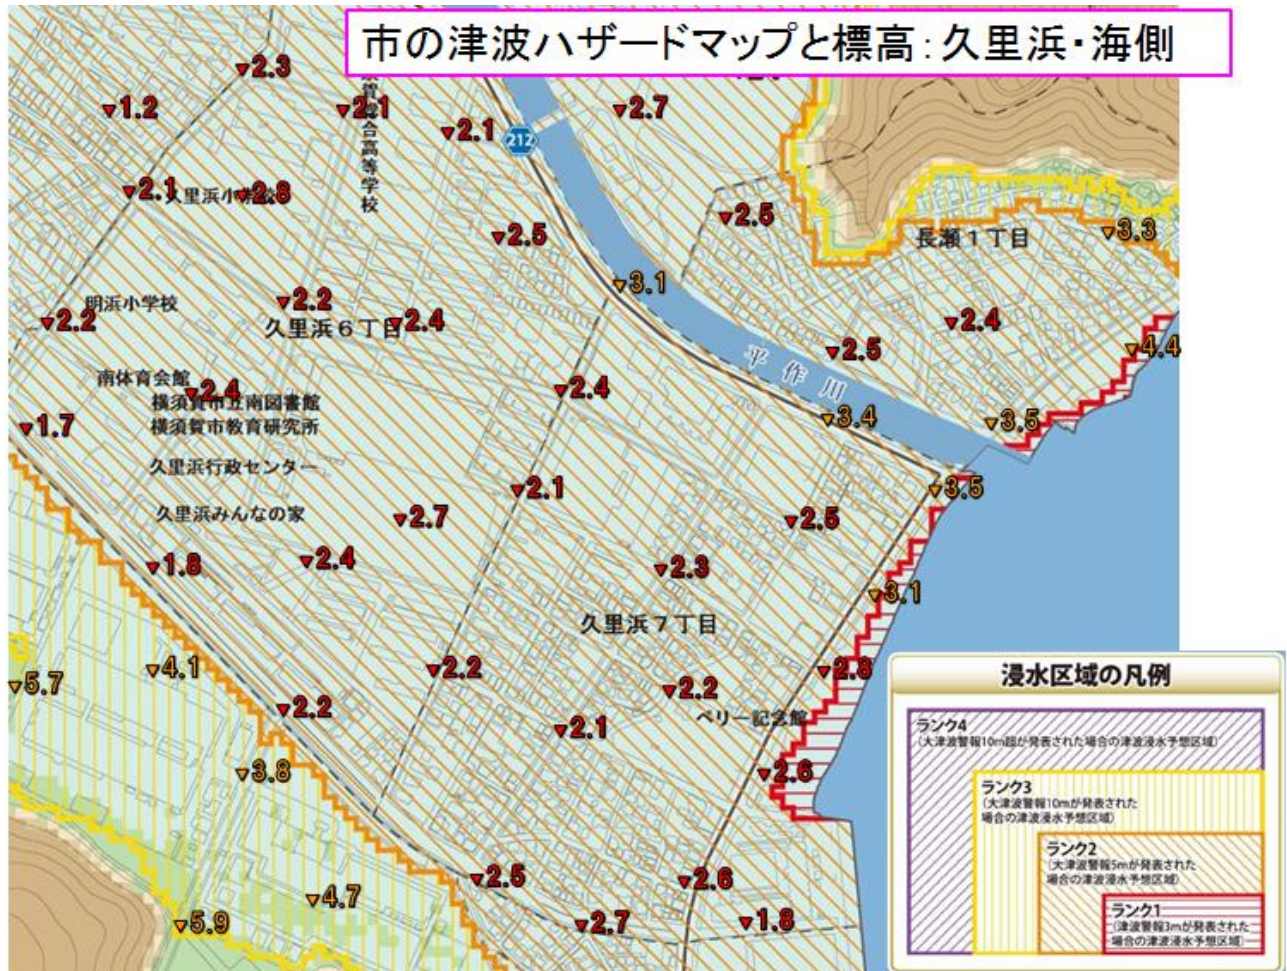 市の津波ハザードマップと標高:久里浜・海側
▼2.3
▼1.2
▼2.1
▼2.1
212
▼2.7
賀
合高等学校
▼2.1
久里浜小学校
▼2.8
▼2.5
▼2.5
長瀬1丁目
▼3.3
▼3.1
明浜小学校
▼2.2
▼2.2
久里浜6丁目
▼2.4
▼2.4
▼2.5
▼4.4
平作川
南体育会館
▼2.4
横須賀市立南図書館
横須賀市教育研究所
▼1.7
▼2.4
▼3.4
▼3.5
久里浜行政センター
▼2.1
▼3.5
久里浜みんなの家
▼2.7
▼2.5
▼1.8
▼2.4
▼2.3
▼3.1
久里浜7丁目
▼5.7
▼4.1
▼2.2
▼2.8
▼2.2
▼2.2
ペリー記念館
▼2.1
▼3.8
▼2.6
▼2.5
▼2.6
▼4.7
▼5.9
▼2.7
▼1.8
浸水区域の凡例
ランク4
(大津波警報10m超が発表された場合の津波浸水予想区域)
ランク3
(大津波警報10mが発表された
場合の津波浸水予想区域)
ランク2
(大津波警報5mが発表された
場合の津波浸水予想区域)
ランク1
(津波警報3mが発表された
場合の津波浸水予想区域)